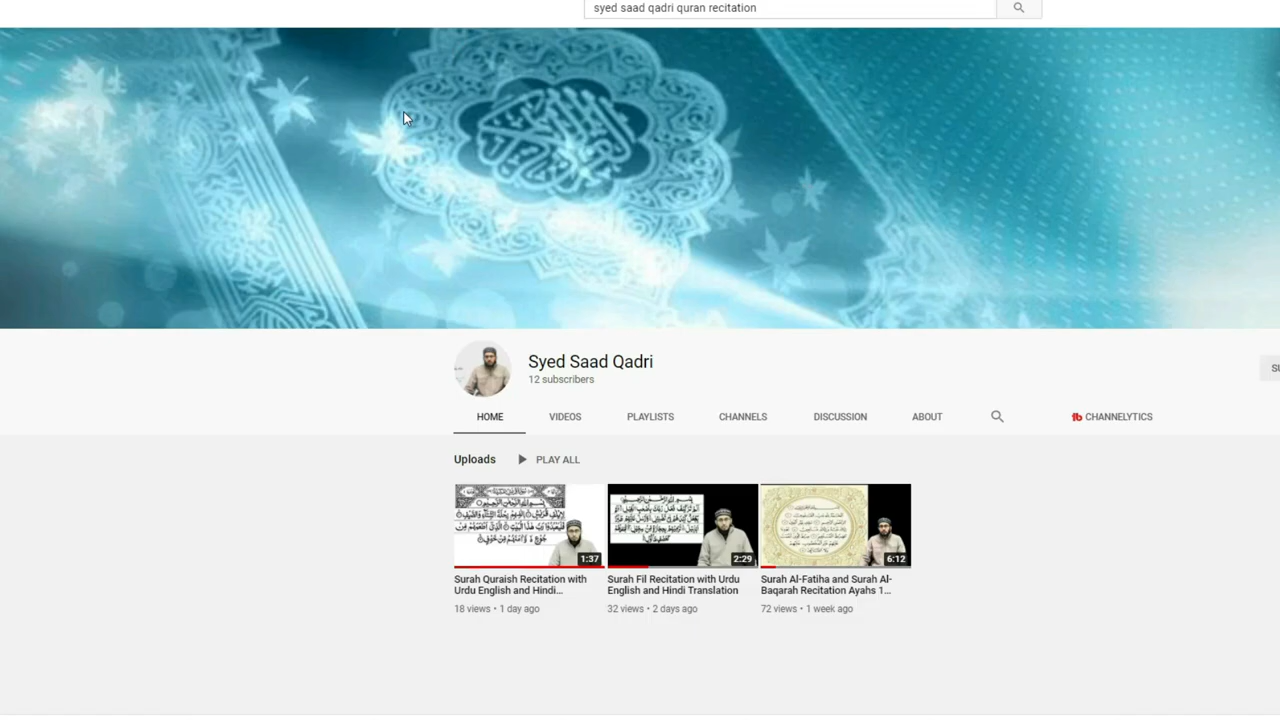 syed saad qadri quran recitation
Syed Saad Qadri
12 subscribers
HOME VIDEOS PLAYLISTS CHANNELS DISCUSSION ABOUT CHANNELYTICS
Uploads PLAY ALL
1:37 2:29 6:12
Surah Quraish Recitation with
Urdu English and Hindi...
18 views • 1 day ago
Surah Fil Recitation with Urdu
English and Hindi Translation
32 views • 2 days ago
Surah Al-Fatiha and Surah Al-
Baqarah Recitation Ayahs 1...
72 views • 1 week ago